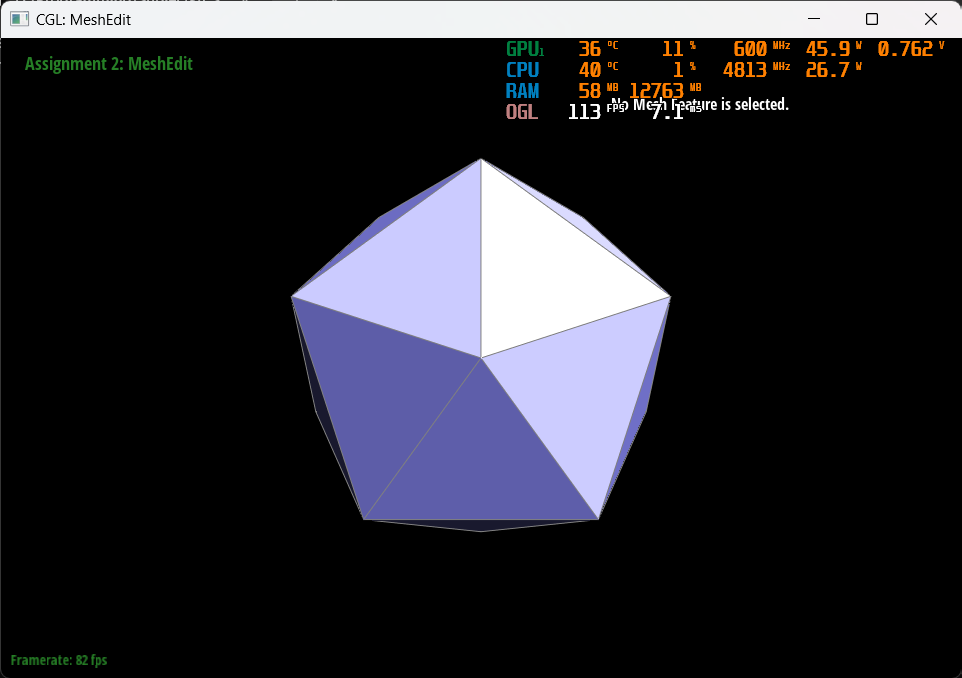 CGL: MeshEdit
Assignment 2: MeshEdit
GPU1 36 °C 11 % 600 MHz 45.9 W 0.762 V
CPU 40 °C 1 % 4813 MHz 26.7 W
RAM 58 MB 12763 MB
No Mesh Feature is selected.
OGL 113 FPS 7.1 ms
Framerate: 82 fps